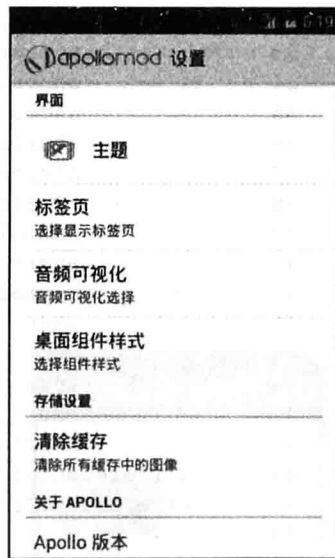 apollomod 设置
界面
主题
标签页
选择显示标签页
音频可视化
音频可视化选择
桌面组件样式
选择组件样式
存储设置
清除缓存
清除所有缓存中的图像
关于 APOLLO
Apollo 版本